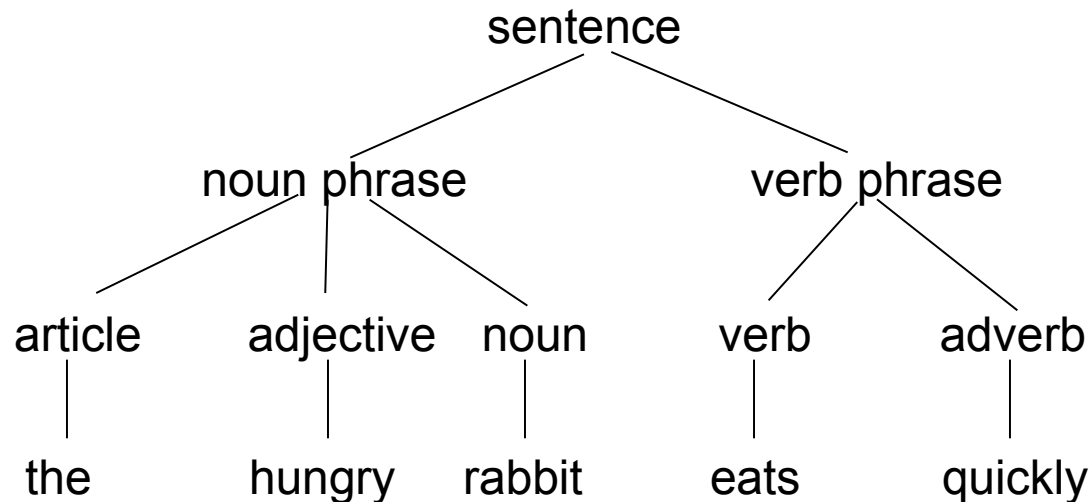 sentence
noun phrase verb phrase
article adjective noun verb adverb
the hungry rabbit eats quickly